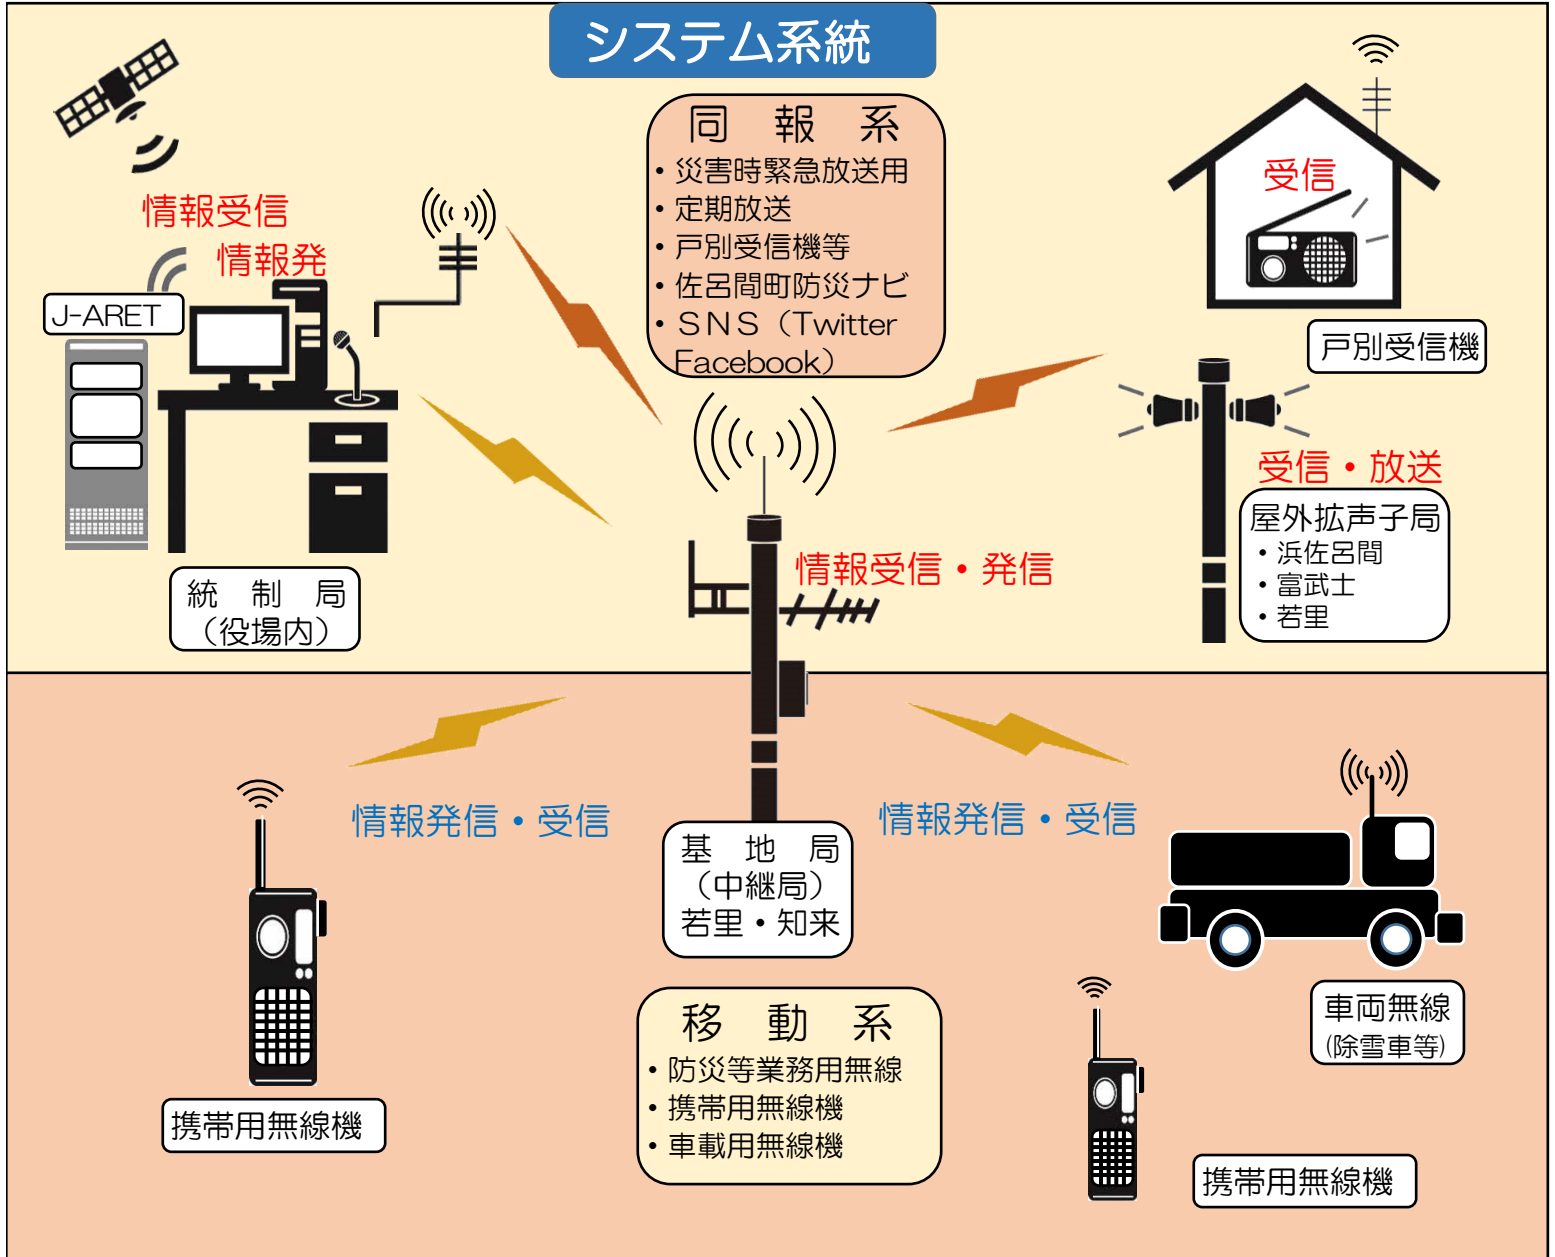 システム系統
同 報 系
・災害時緊急放送用
・定期放送
・戸別受信機等
・佐呂間町防災ナビ
・ＳＮＳ（Twitter
Facebook）
情報受信
情報発
J-ARET
統 制 局
（役場内）
受信
戸別受信機
受信・放送
屋外拡声子局
・浜佐呂間
・富武士
・若里
情報受信・発信
情報発信・受信
情報発信・受信
基 地 局
（中継局）
若里・知来
携帯用無線機
移 動 系
・防災等業務用無線
・携帯用無線機
・車載用無線機
車両無線
(除雪車等)
携帯用無線機